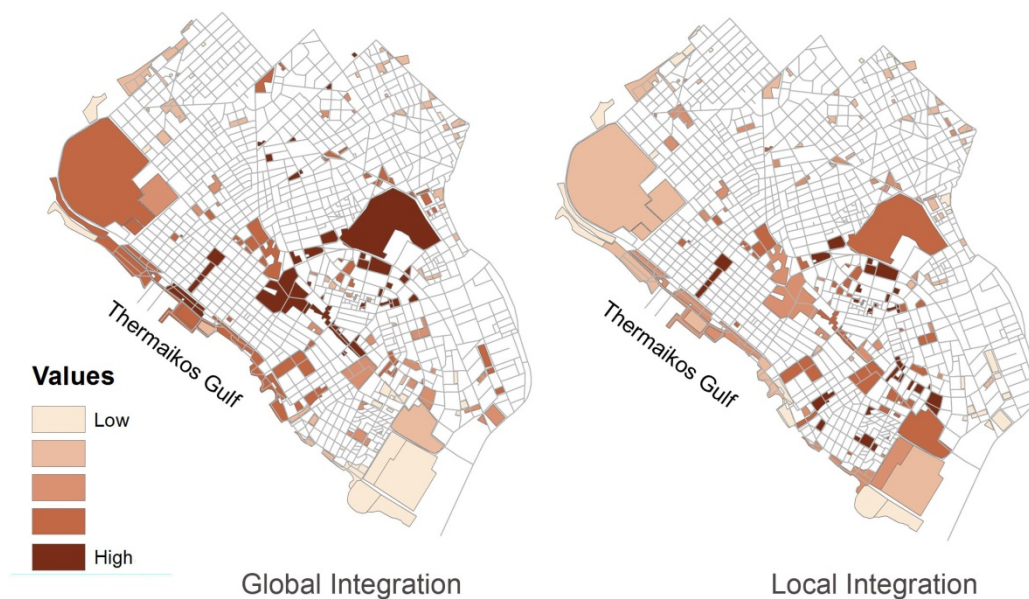 Thermaikos Gulf
Thermaikos Gulf
Values
Low
High
Global Integration
Local Integration